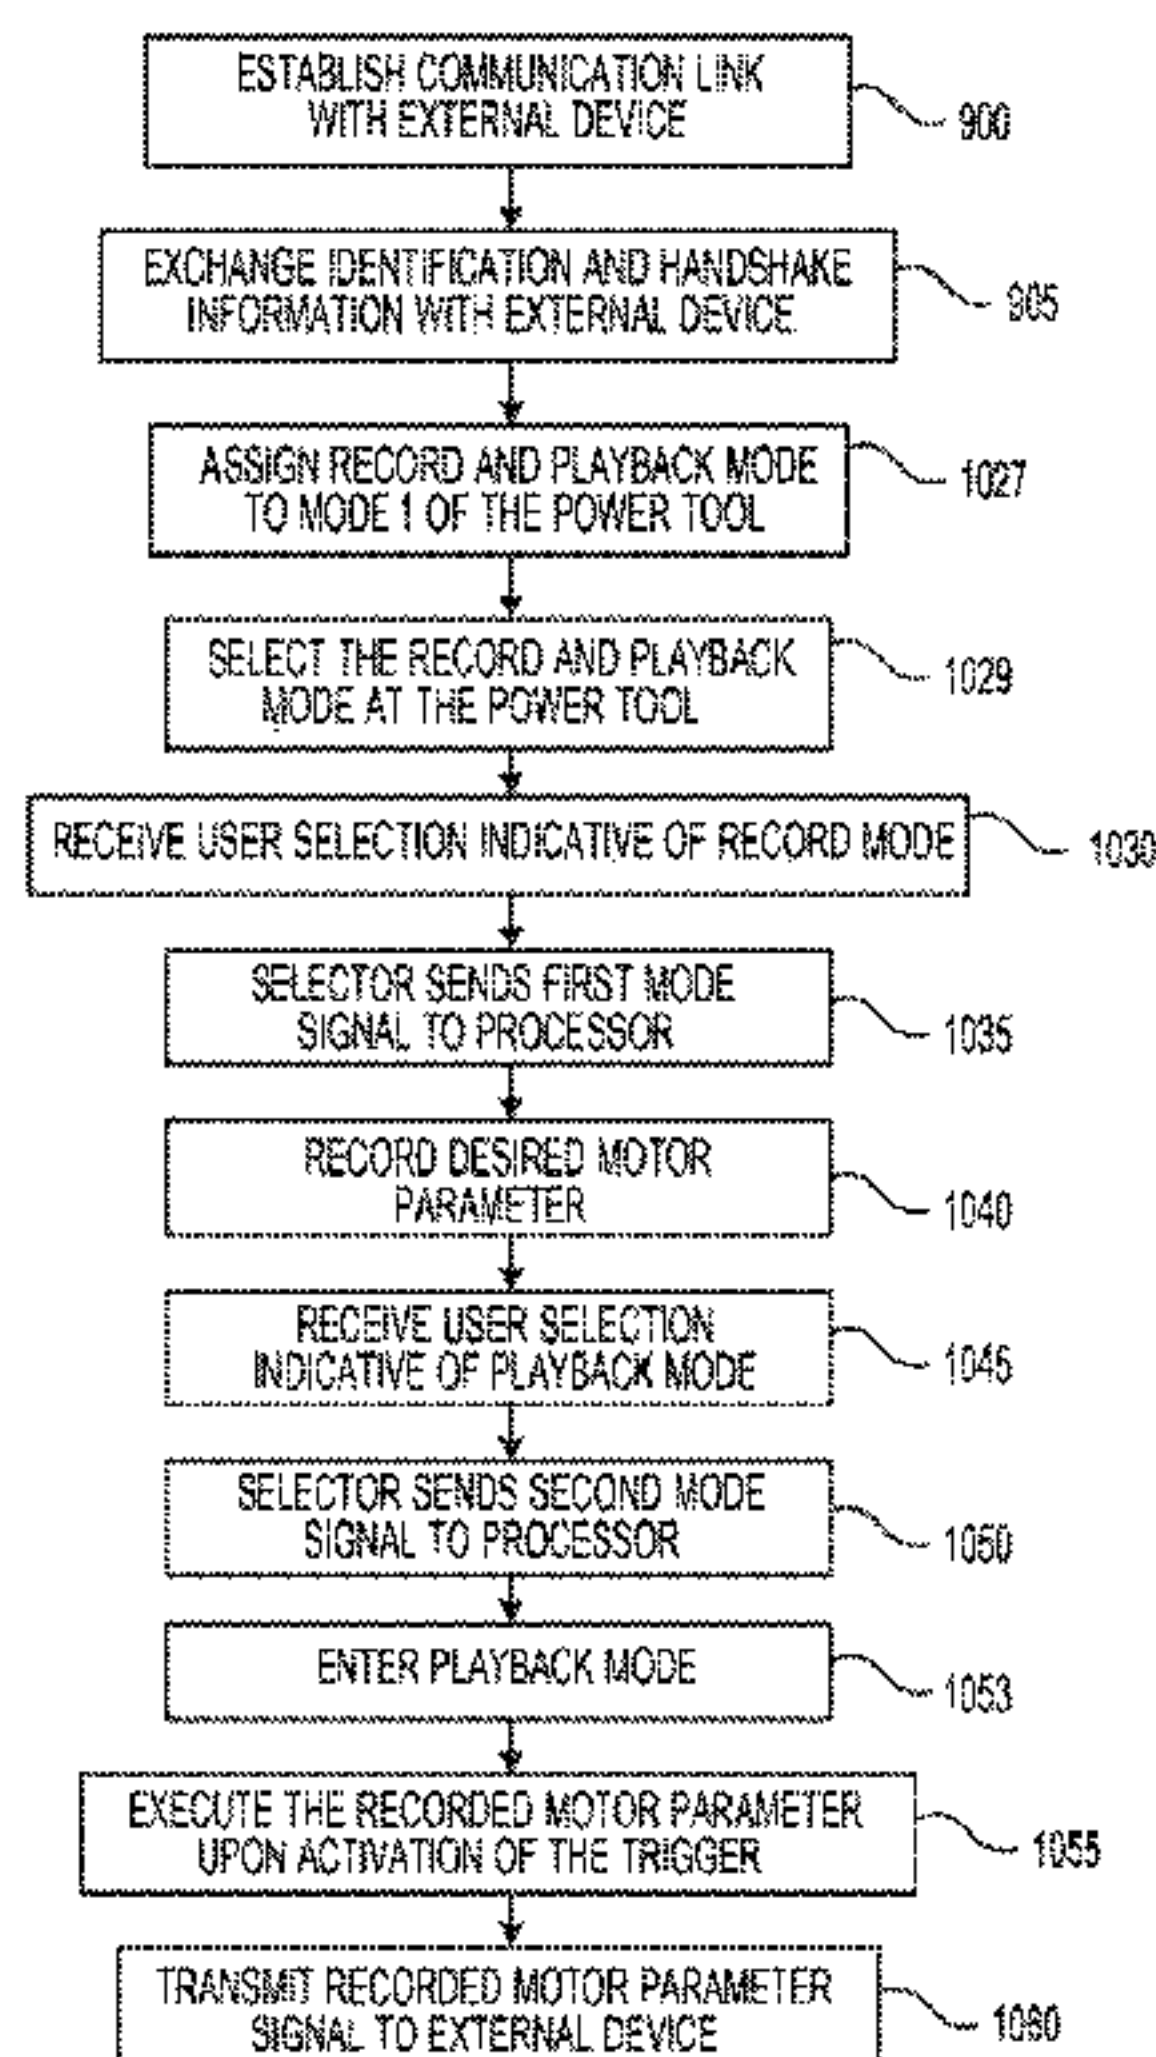 ESTABLISH COMMUNICATION LINK
WITH EXTERNAL DEVICE
900
EXCHANGE IDENTIFICATION AND HANDSHAKE
INFORMATION WITH EXTERNAL DEVICE
905
ASSIGN RECORD AND PLAYBACK MODE
TO MODE 1 OF THE POWER TOOL
1027
SELECT THE RECORD AND PLAYBACK
MODE AT THE POWER TOOL
1029
RECEIVE USER SELECTION INDICATIVE OF RECORD MODE
1030
SELECTOR SENDS FIRST MODE
SIGNAL TO PROCESSOR
1035
RECORD DESIRED MOTOR
PARAMETER
1040
RECEIVE USER SELECTION
INDICATIVE OF PLAYBACK MODE
1045
SELECTOR SENDS SECOND MODE
SIGNAL TO PROCESSOR
1050
ENTER PLAYBACK MODE
1053
EXECUTE THE RECORDED MOTOR PARAMETER
UPON ACTIVATION OF THE TRIGGER
1055
TRANSMIT RECORDED MOTOR PARAMETER
SIGNAL TO EXTERNAL DEVICE